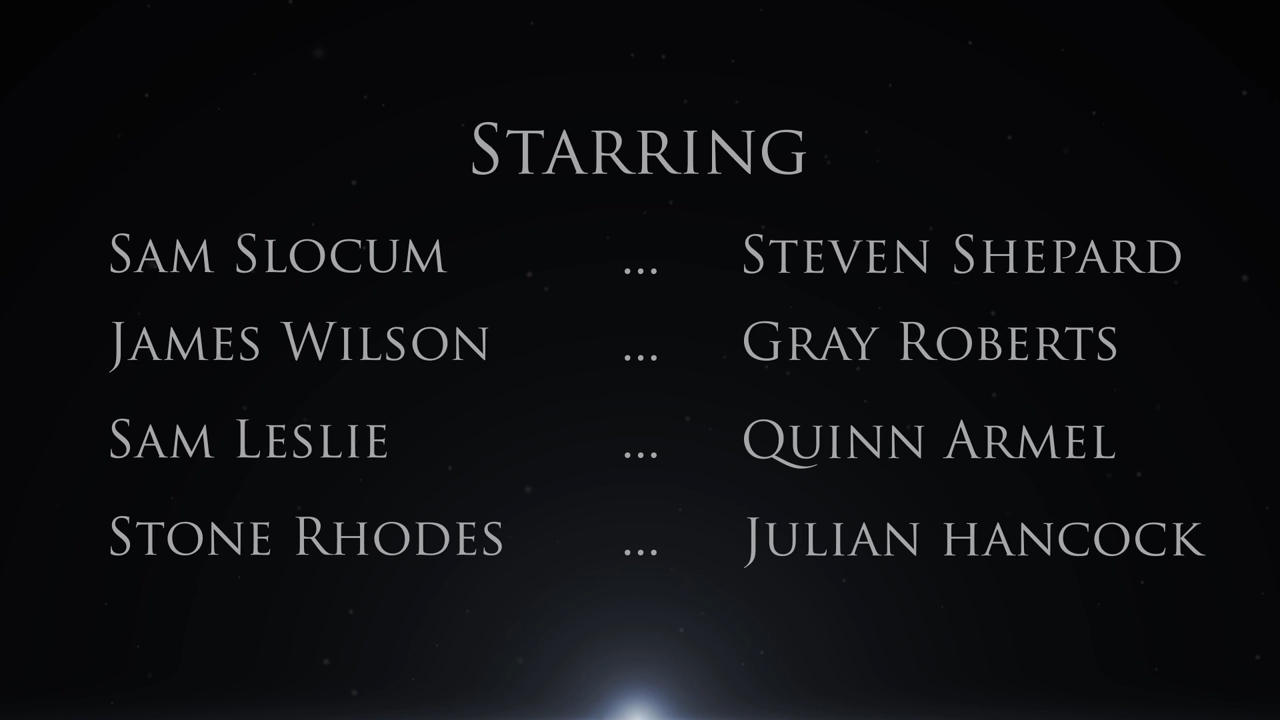 Starring
Sam Slocum ... Steven Shepard
James Wilson ... Gray Roberts
Sam Leslie ... Quinn Armel
Stone Rhodes ... Julian hancock